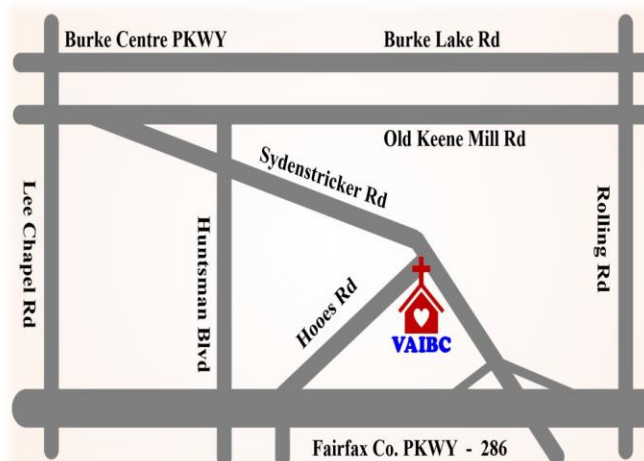 Burke Centre PKWY
Burke Lake Rd
Old Keene Mill Rd
Sydenstricker Rd
Lee Chapel Rd
Huntsman Blvd
Rolling Rd
Hooes Rd
VAIBC
Fairfax Co. PKWY - 286